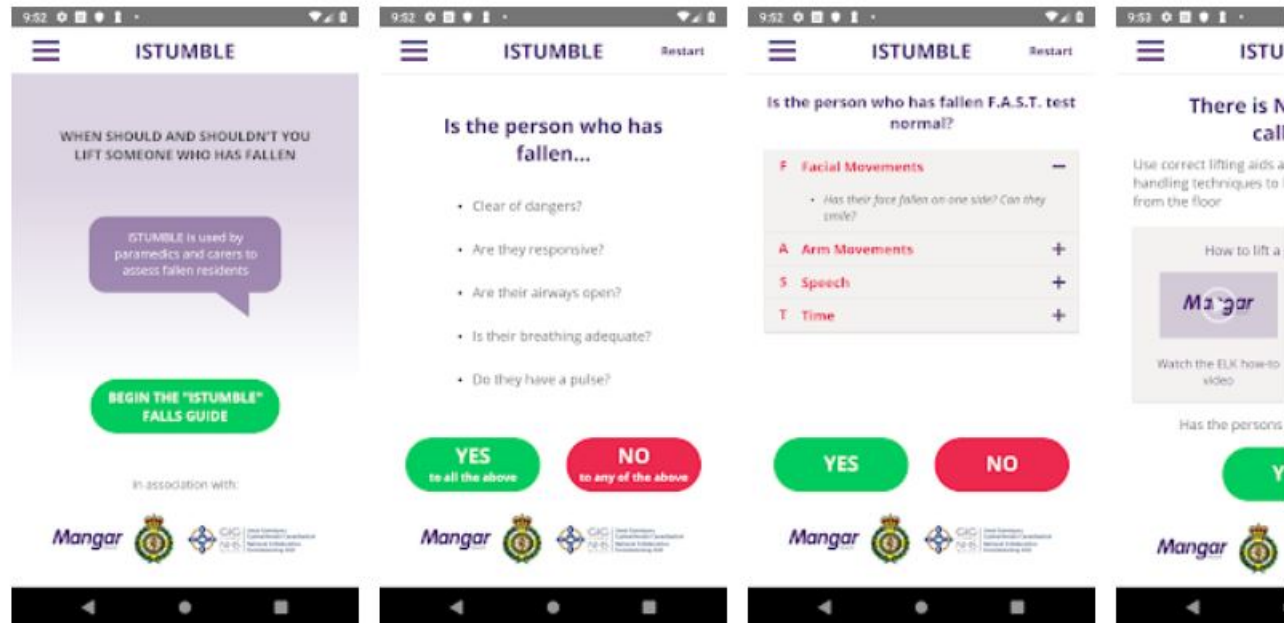 9:52
ISTUMBLE
WHEN SHOULD AND SHOULDN'T YOU
LIFT SOMEONE WHO HAS FALLEN
ISTUMBLE is used by
paramedics and carers to
assess fallen residents
BEGIN THE "ISTUMBLE"
FALLS GUIDE
In association with:
Mangar
9:52
ISTUMBLE
Restart
Is the person who has
fallen...
• Clear of dangers?
• Are they responsive?
• Are their airways open?
• Is their breathing adequate?
• Do they have a pulse?
YES
to all the above
NO
to any of the above
Mangar
GIG
NHS
9:52
ISTUMBLE
Restart
Is the person who has fallen F.A.S.T. test
normal?
F Facial Movements
• Has their face fallen on one side? Can they
smile?
A Arm Movements
S Speech
T Time
YES
NO
Mangar
GIG
NHS
9:53
ISTU
There is N
call
Use correct lifting aids a
handling techniques to
from the floor
How to lift a
Mangar
Watch the ELK how-to
video
Has the persons
Y
Mangar